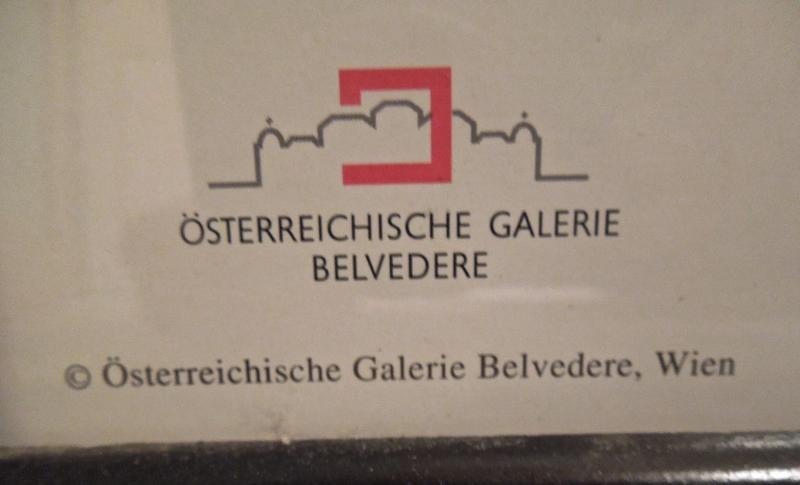 ÖSTERREICHISCHE GALERIE
BELVEDERE
© Österreichische Galerie Belvedere, Wien